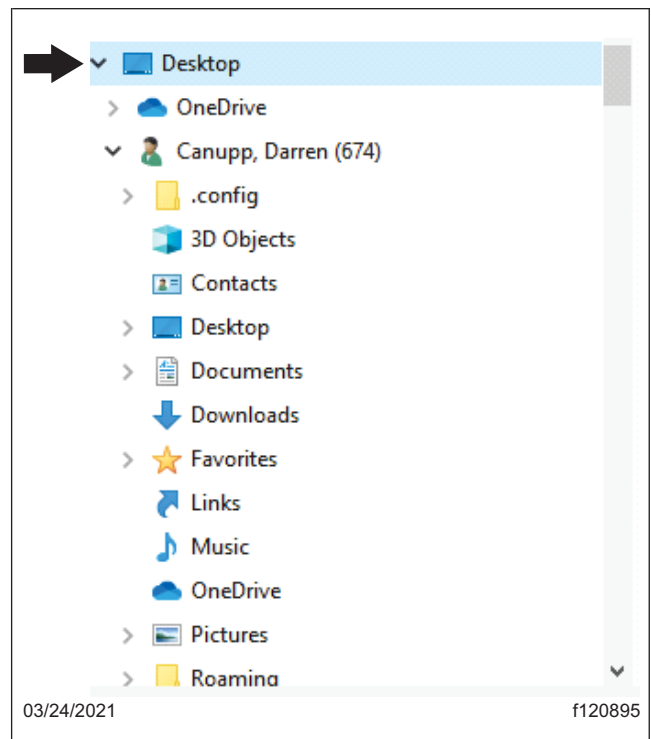 Desktop
OneDrive
Canupp, Darren (674)
.config
3D Objects
Contacts
Desktop
Documents
Downloads
Favorites
Links
Music
OneDrive
Pictures
Roaming
03/24/2021 f120895